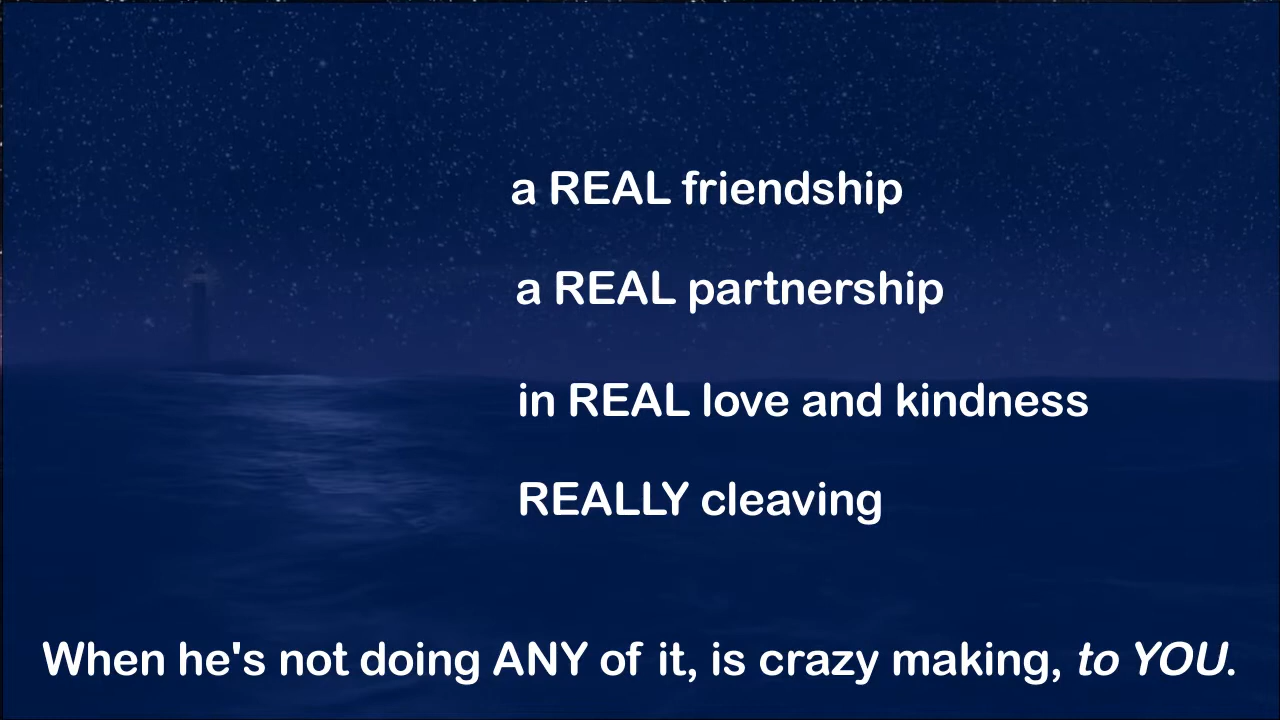 a REAL friendship
a REAL partnership
in REAL love and kindness
REALLY cleaving
When he's not doing ANY of it, is crazy making, to YOU.